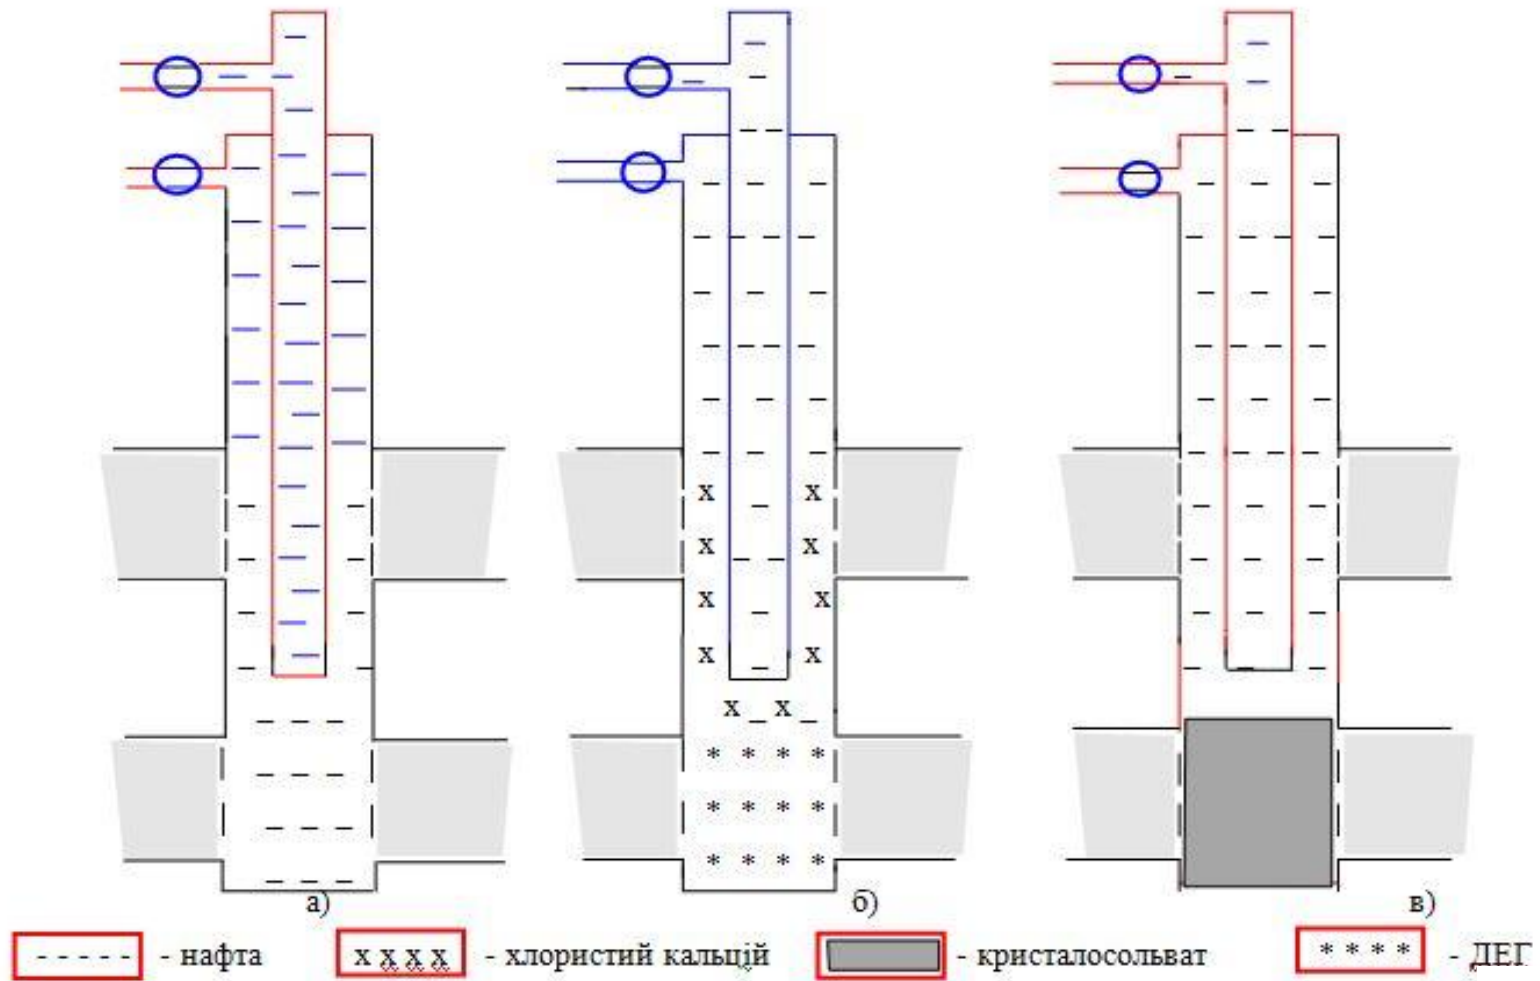 а) б) в)
- - - - - - нафта х х х х - хлористий кальцій - кристалосольват * * * * - ДЕГ